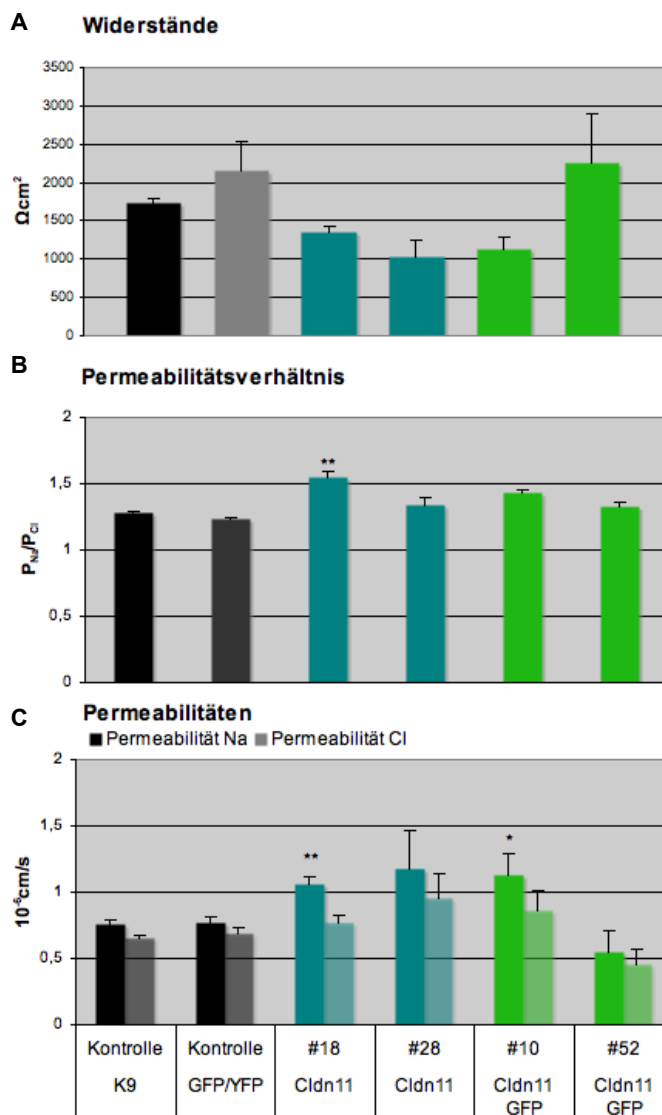 A
Widerstände
3500
3000
2500
2000
1500
1000
500
0
Ωcm²
B
Permeabilitätsverhältnis
2
1,5
1
0,5
0
P_Na/P_Cl
**
C
Permeabilitäten
Permeabilität Na Permeabilität Cl
2
1,5
1
0,5
0
10⁻⁶cm/s
** *
Kontrolle Kontrolle #18 #28 #10 #52
K9 GFP/YFP Cldn11 Cldn11 Cldn11 Cldn11
GFP GFP